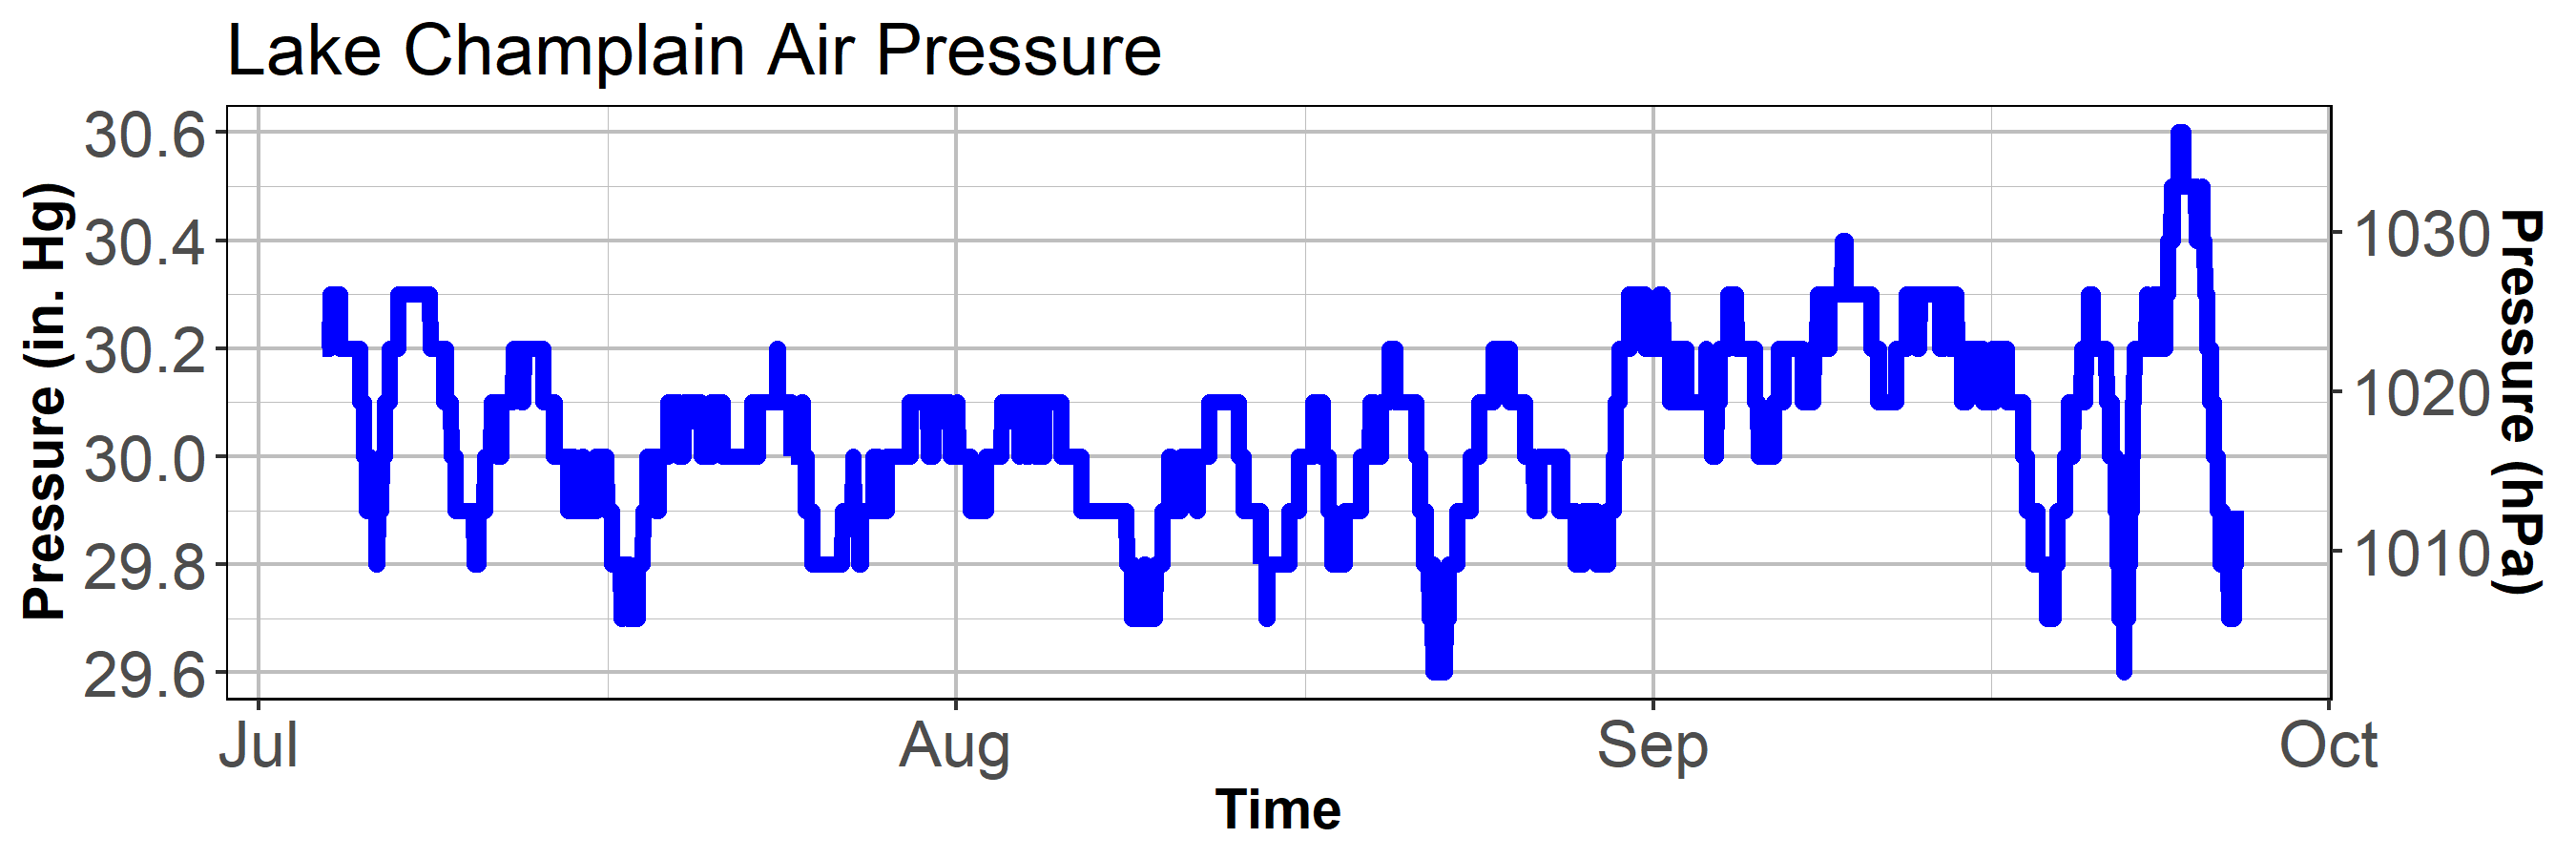 Lake Champlain Air Pressure
Pressure (in. Hg)
30.6
30.4
30.2
30.0
29.8
29.6
1030
1020
1010
Pressure (hPa)
Jul
Aug
Sep
Oct
Time